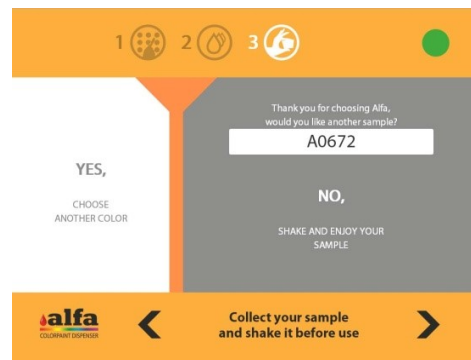 1 2 3
Thank you for choosing Alfa,
would you like another sample?
A0672
YES,
CHOOSE
ANOTHER COLOR
NO,
SHAKE AND ENJOY YOUR
SAMPLE
alfa
COLORPAINT DISPENSER
Collect your sample
and shake it before use